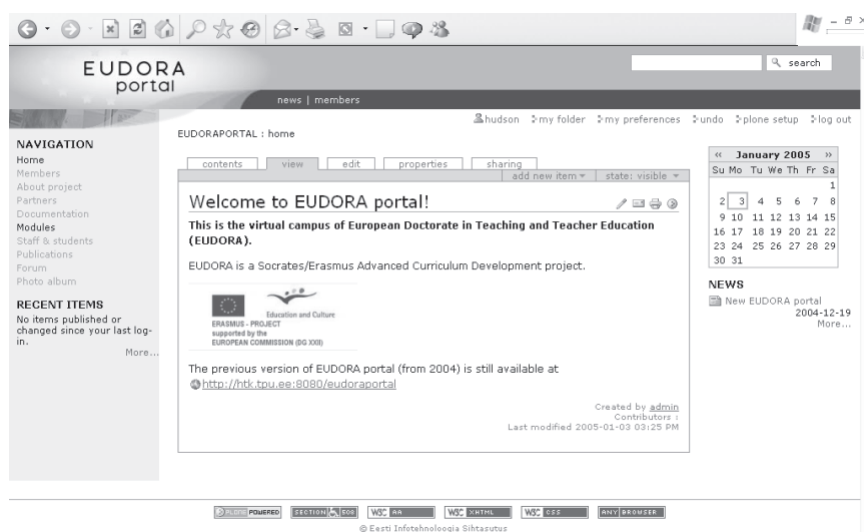 EUDORA
portal
search
news | members
hudson my folder my preferences undo plone setup log out
EUDORAPORTAL : home
NAVIGATION
Home
Members
About project
Partners
Documentation
Modules
Staff & students
Publications
Forum
Photo album
RECENT ITEMS
No items published or
changed since your last log-
in.
More...
contents view edit properties sharing
add new item state: visible
Welcome to EUDORA portal!
This is the virtual campus of European Doctorate in Teaching and Teacher Education
(EUDORA).
EUDORA is a Socrates/Erasmus Advanced Curriculum Development project.
Education and Culture
ERASMUS - PROJECT
supported by the
EUROPEAN COMMISSION (DG XXII)
The previous version of EUDORA portal (from 2004) is still available at
http://htk.tpu.ee:8080/eudoraportal
Created by admin
Contributors :
Last modified 2005-01-03 03:25 PM
« January 2005 »
Su Mo Tu We Th Fr Sa
1
2 3 4 5 6 7 8
9 10 11 12 13 14 15
16 17 18 19 20 21 22
23 24 25 26 27 28 29
30 31
NEWS
New EUDORA portal
2004-12-19
More...
PLONE POWERED SECTION 508 W3C AA W3C XHTML W3C CSS ANY BROWSER
© Eesti Infotehnoloogia Sihtasutus